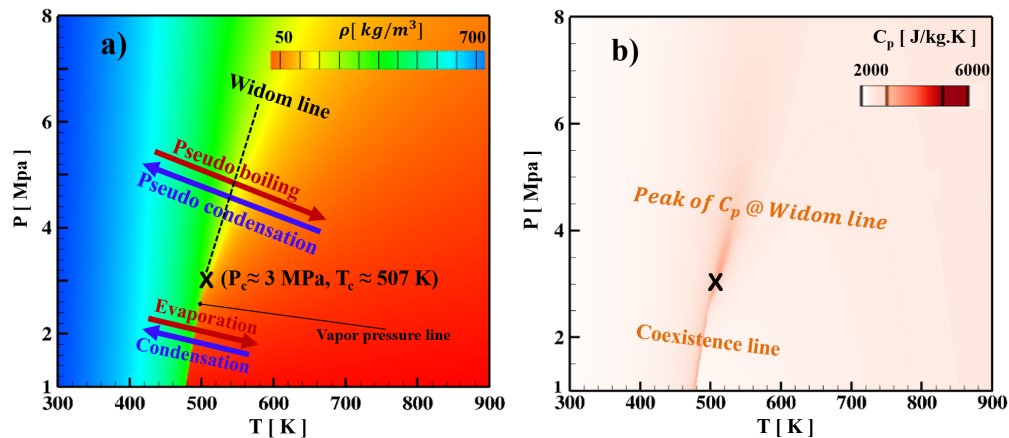 a)
ρ[ kg/m³]
50 700
Widom line
Pseudo boiling
Pseudo condensation
X (Pc≈ 3 MPa, Tc ≈ 507 K)
Evaporation
Condensation
Vapor pressure line
P [ Mpa]
8
6
4
2
1
300 400 500 600 700 800 900
T [ K]
b)
Cp [ J/kg.K ]
2000 6000
Peak of Cp @ Widom line
X
Coexistence line
P [ Mpa]
8
6
4
2
1
300 400 500 600 700 800 900
T [ K ]